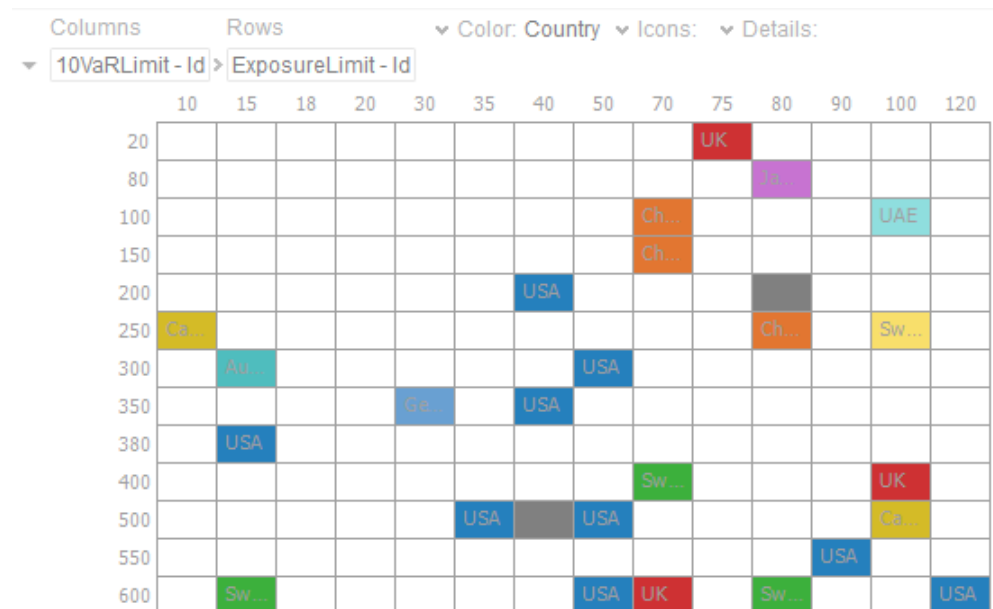 Columns Rows Color: Country Icons: Details:
10VaRLimit - Id > ExposureLimit - Id
10 15 18 20 30 35 40 50 70 75 80 90 100 120
20 UK
80 Ja...
100 Ch... UAE
150 Ch...
200 USA
250 Ca... Ch... Sw...
300 Au... USA
350 Ge... USA
380 USA
400 Sw... UK
500 USA USA Ca...
550 USA
600 Sw... USA UK Sw... USA